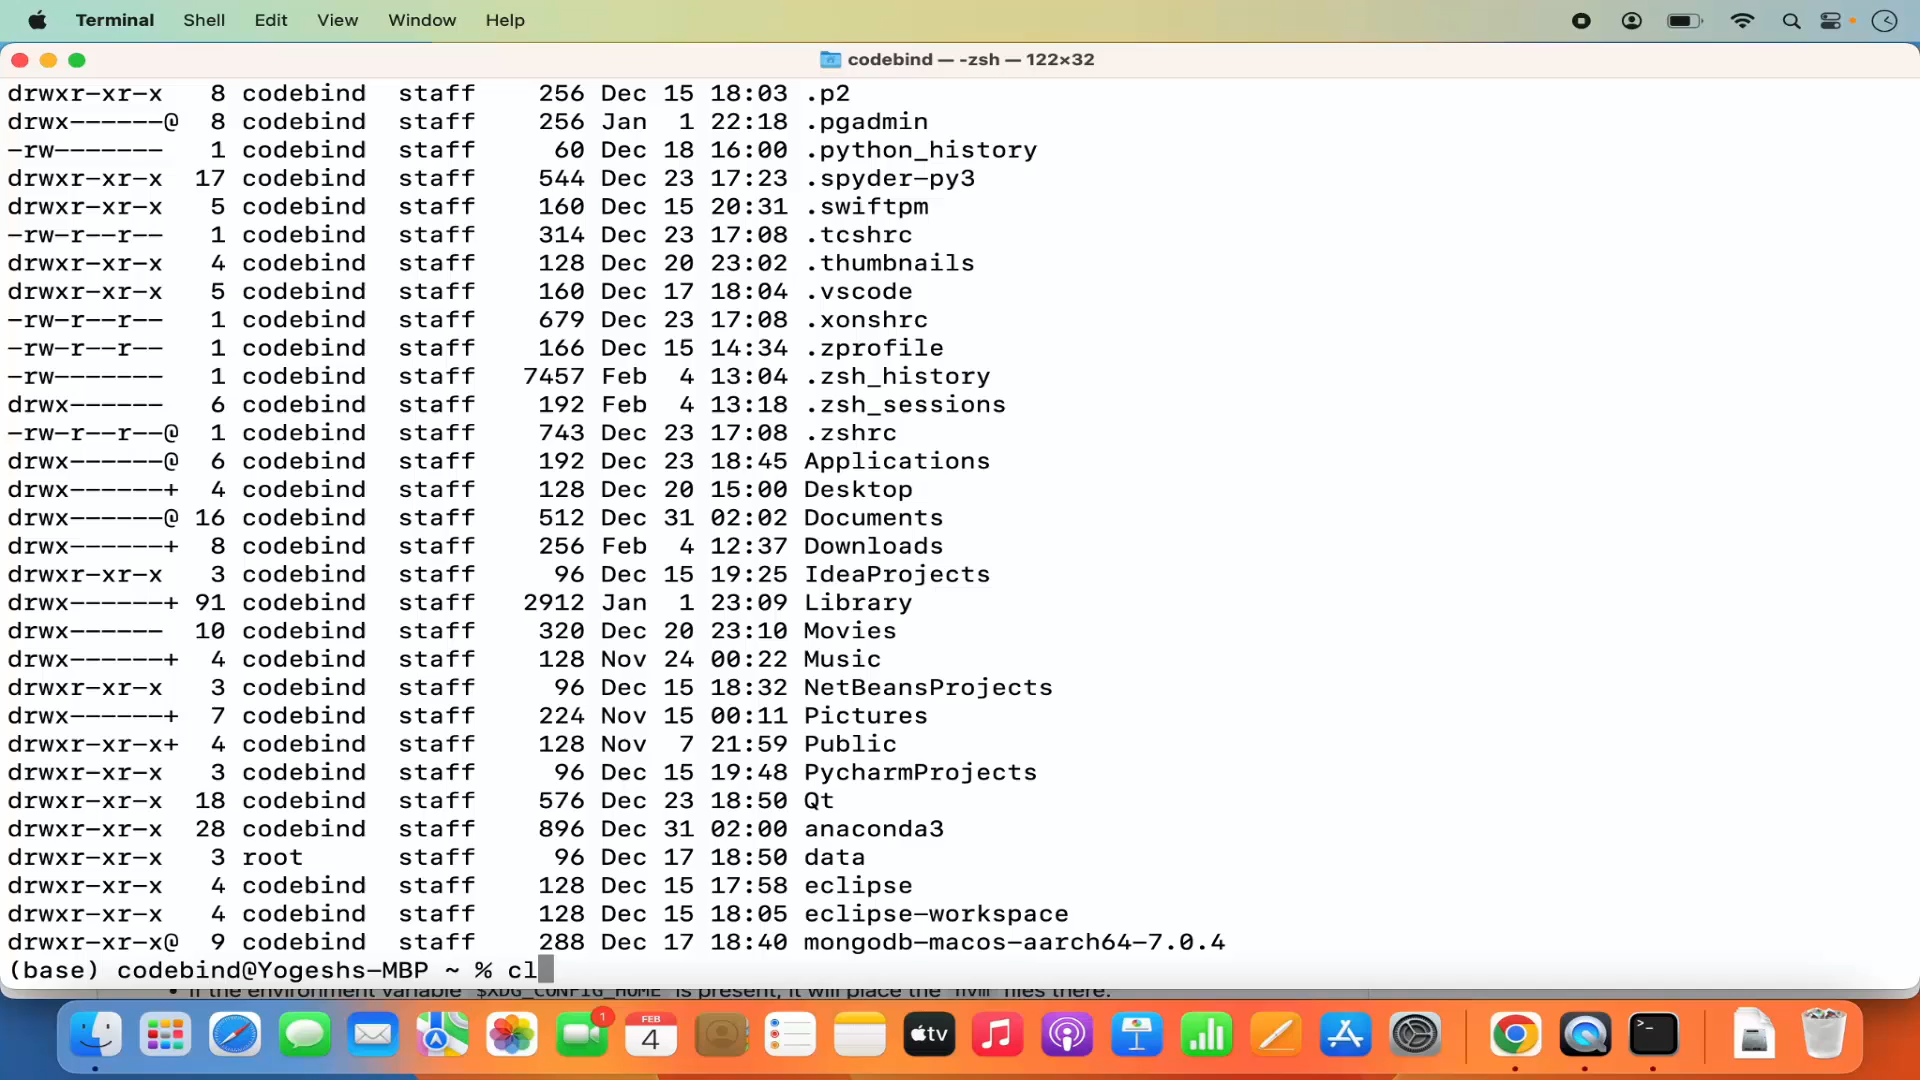 Terminal Shell Edit View Window Help
codebind — -zsh — 122×32
drwxr-xr-x 8 codebind staff 256 Dec 15 18:03 .p2
drwx------@ 8 codebind staff 256 Jan 1 22:18 .pgadmin
-rw------- 1 codebind staff 60 Dec 18 16:00 .python_history
drwxr-xr-x 17 codebind staff 544 Dec 23 17:23 .spyder-py3
drwxr-xr-x 5 codebind staff 160 Dec 15 20:31 .swiftpm
-rw-r--r-- 1 codebind staff 314 Dec 23 17:08 .tcshrc
drwxr-xr-x 4 codebind staff 128 Dec 20 23:02 .thumbnails
drwxr-xr-x 5 codebind staff 160 Dec 17 18:04 .vscode
-rw-r--r-- 1 codebind staff 679 Dec 23 17:08 .xonshrc
-rw-r--r-- 1 codebind staff 166 Dec 15 14:34 .zprofile
-rw------- 1 codebind staff 7457 Feb 4 13:04 .zsh_history
drwx------ 6 codebind staff 192 Feb 4 13:18 .zsh_sessions
-rw-r--r--@ 1 codebind staff 743 Dec 23 17:08 .zshrc
drwx------@ 6 codebind staff 192 Dec 23 18:45 Applications
drwx------+ 4 codebind staff 128 Dec 20 15:00 Desktop
drwx------@ 16 codebind staff 512 Dec 31 02:02 Documents
drwx------+ 8 codebind staff 256 Feb 4 12:37 Downloads
drwxr-xr-x 3 codebind staff 96 Dec 15 19:25 IdeaProjects
drwx------+ 91 codebind staff 2912 Jan 1 23:09 Library
drwx------ 10 codebind staff 320 Dec 20 23:10 Movies
drwx------+ 4 codebind staff 128 Nov 24 00:22 Music
drwxr-xr-x 3 codebind staff 96 Dec 15 18:32 NetBeansProjects
drwx------+ 7 codebind staff 224 Nov 15 00:11 Pictures
drwxr-xr-x+ 4 codebind staff 128 Nov 7 21:59 Public
drwxr-xr-x 3 codebind staff 96 Dec 15 19:48 PycharmProjects
drwxr-xr-x 18 codebind staff 576 Dec 23 18:50 Qt
drwxr-xr-x 28 codebind staff 896 Dec 31 02:00 anaconda3
drwxr-xr-x 3 root staff 96 Dec 17 18:50 data
drwxr-xr-x 4 codebind staff 128 Dec 15 17:58 eclipse
drwxr-xr-x 4 codebind staff 128 Dec 15 18:05 eclipse-workspace
drwxr-xr-x@ 9 codebind staff 288 Dec 17 18:40 mongodb-macos-aarch64-7.0.4
(base) codebind@Yogeshs-MBP ~ % cl
If the environment variable $XDG_CONFIG_HOME is present, it will place the nvm files there.
1
FEB
4
tv
>_